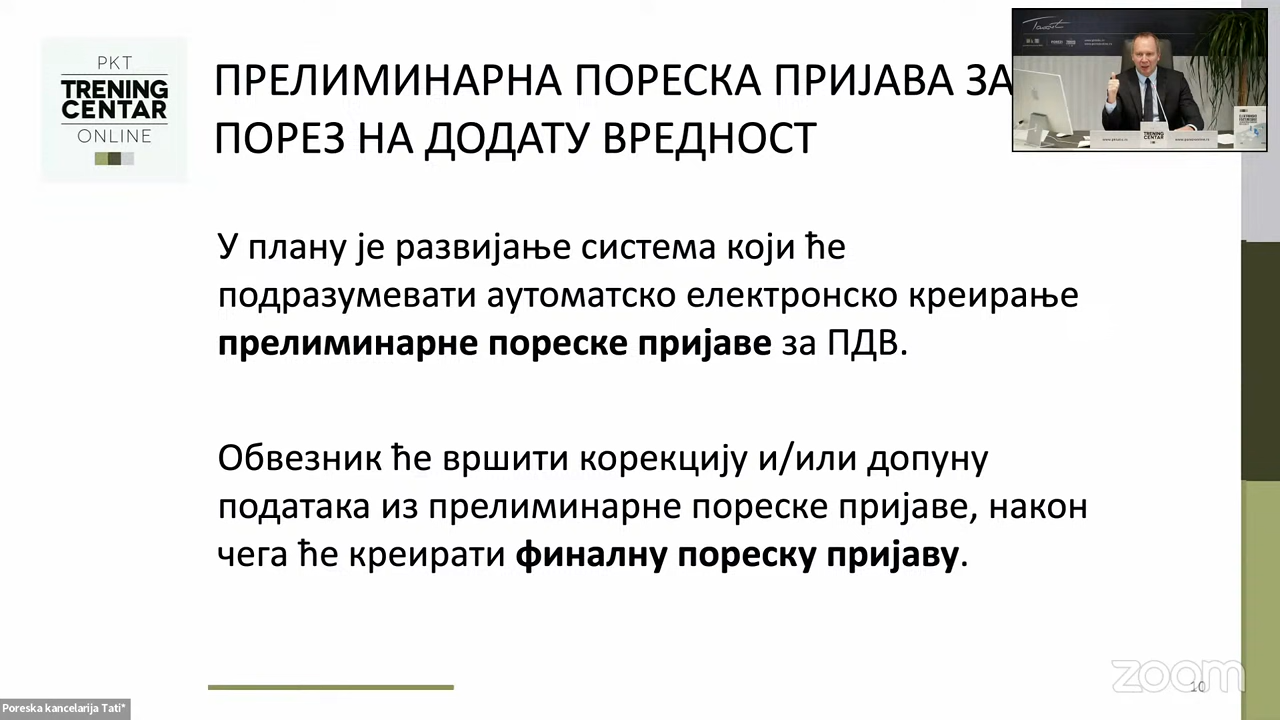 PKT
TRENING
CENTAR
ONLINE
ПРЕЛИМИНАРНА ПОРЕСКА ПРИЈАВА ЗА
ПОРЕЗ НА ДОДАТУ ВРЕДНОСТ
У плану је развијање система који ће
подразумевати аутоматско електронско креирање
прелиминарне пореске пријаве за ПДВ.
Обвезник ће вршити корекцију и/или допуну
података из прелиминарне пореске пријаве, након
чега ће креирати финалну пореску пријаву.
TRENING
CENTAR
zoom
10
Poreska kancelarija Tati*